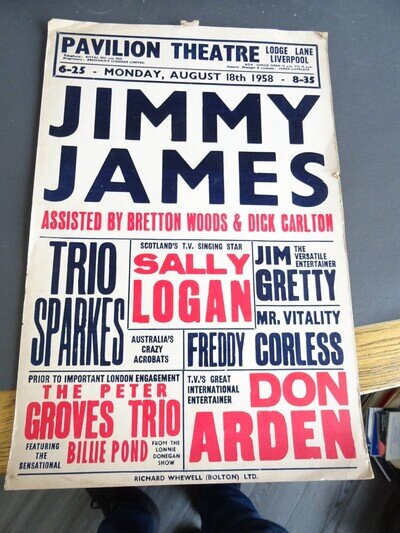 PAVILION THEATRE
LODGE LANE
LIVERPOOL
6-25 - MONDAY, AUGUST 18th 1958 - 8-35
JIMMY
JAMES
ASSISTED BY BRETTON WOODS & DICK CARLTON
TRIO
SPARKES
AUSTRALIA'S
CRAZY
ACROBATS
SCOTLAND'S T.V. SINGING STAR
SALLY
LOGAN
JIM
THE
VERSATILE
ENTERTAINER
GRETTY
MR. VITALITY
FREDDY CORLESS
PRIOR TO IMPORTANT LONDON ENGAGEMENT
THE PETER
GROVES TRIO
FEATURING
THE
SENSATIONAL
BILLIE POND
FROM THE
LONNIE
DONEGAN
SHOW
T.V.'S GREAT
INTERNATIONAL
ENTERTAINER
DON
ARDEN
RICHARD WHEWELL (BOLTON) LTD.